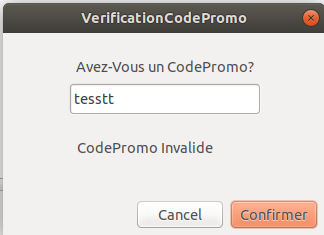 VerificationCodePromo
Avez-Vous un CodePromo?
tesstt
CodePromo Invalide
Cancel
Confirmer